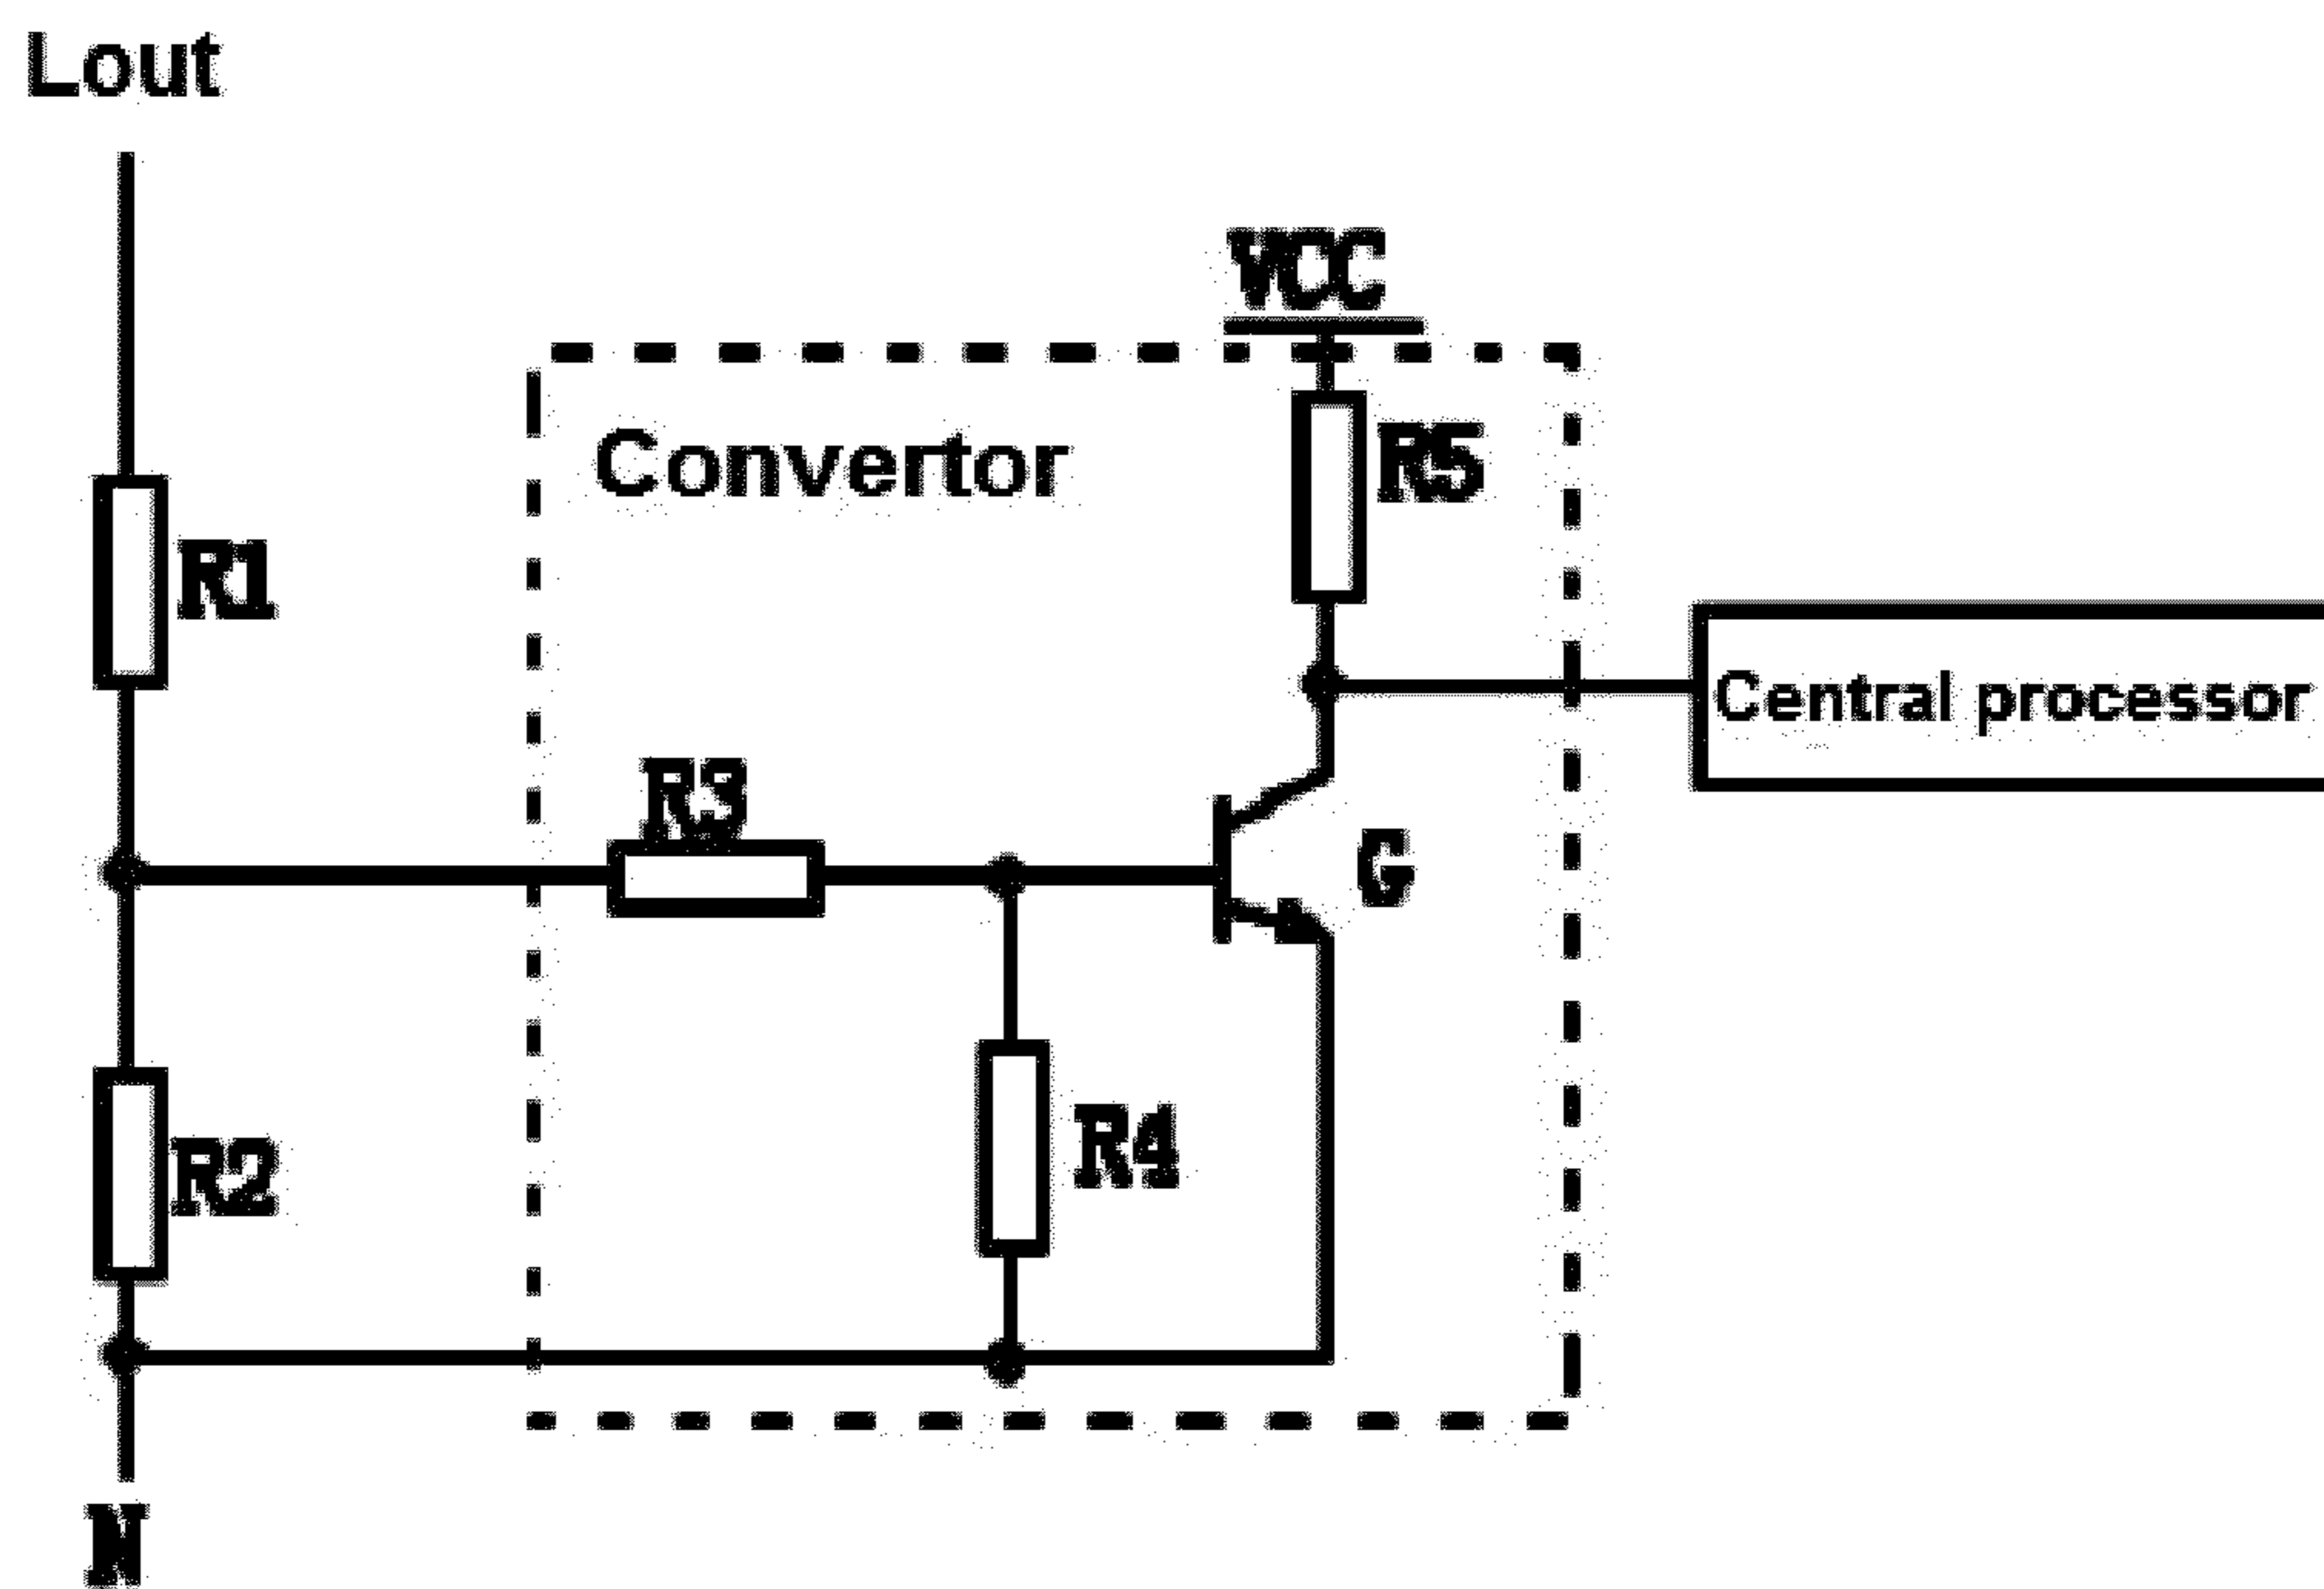 Lout
VCC
Convertor
R5
R1
Central processor
R3
G
R4
R2
N